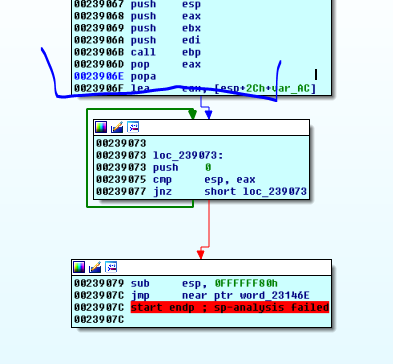 00239067 push esp
00239068 push eax
00239069 push ebx
0023906A push edi
0023906B call ebp
0023906D pop eax
0023906E popa
0023906F lea eax, [esp+2Ch+var_AC]
00239073
00239073 loc_239073:
00239073 push 0
00239075 cmp esp, eax
00239077 jnz short loc_239073
00239079 sub esp, 0FFFFFF80h
0023907C jmp near ptr word_23146E
0023907C start endp ; sp-analysis failed
0023907C